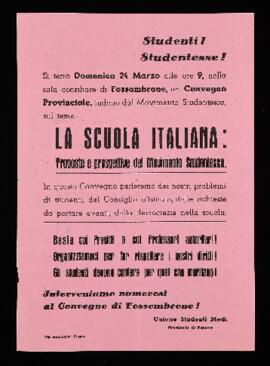 Studenti!
Studentesse!
Si terrà Domenica 24 Marzo alle ore 9, nella
sala consiliare di Fossombrone, un Convegno
Provinciale, indetto dal Movimento Studentesco,
sul tema:
LA SCUOLA ITALIANA:
Proposte e prospettive del Movimento Studentesco.
In questo Convegno parleremo dei nostri problemi
di studenti, del Consiglio d'Istituto, delle richieste
da portare avanti, della democrazia nella scuola:
Basta coi Presidi e coi Professori autoritari!
Organizziamoci per far rispettare i nostri diritti!
Gli studenti devono contare per quel che meritano!
Interveniamo numerosi
al Convegno di Fossombrone!
Unione Studenti Medi
Provincia di Pesaro